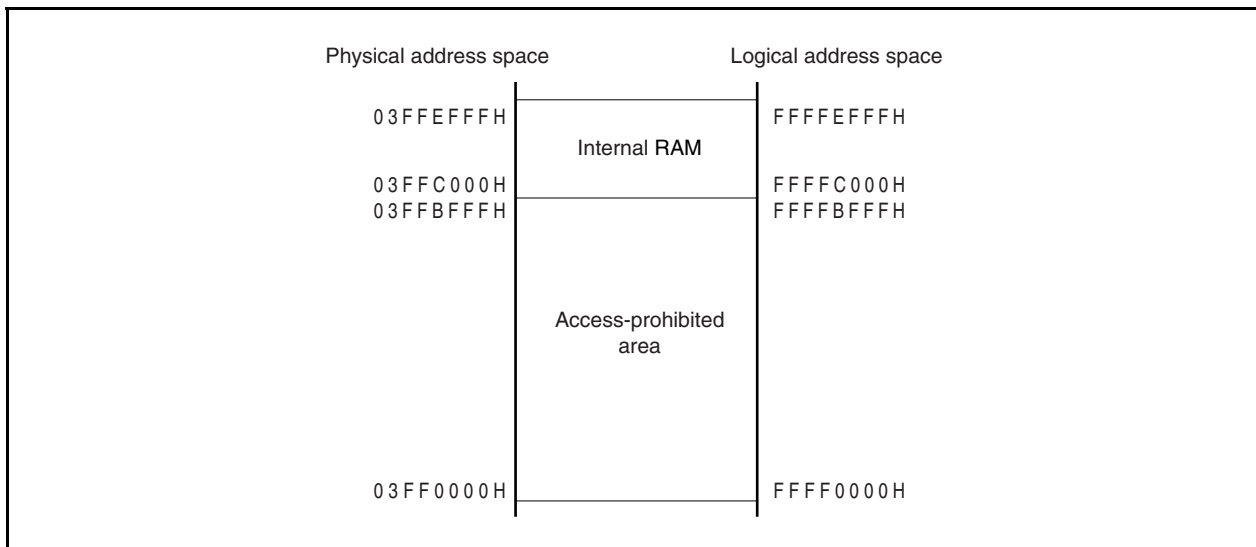 Physical address space Logical address space
03FFEFFFH FFFFEFFFH
Internal RAM
03FFC000H FFFFC000H
03FFBFFFH FFFFBFFFH
Access-prohibited
area
03FF0000H FFFF0000H